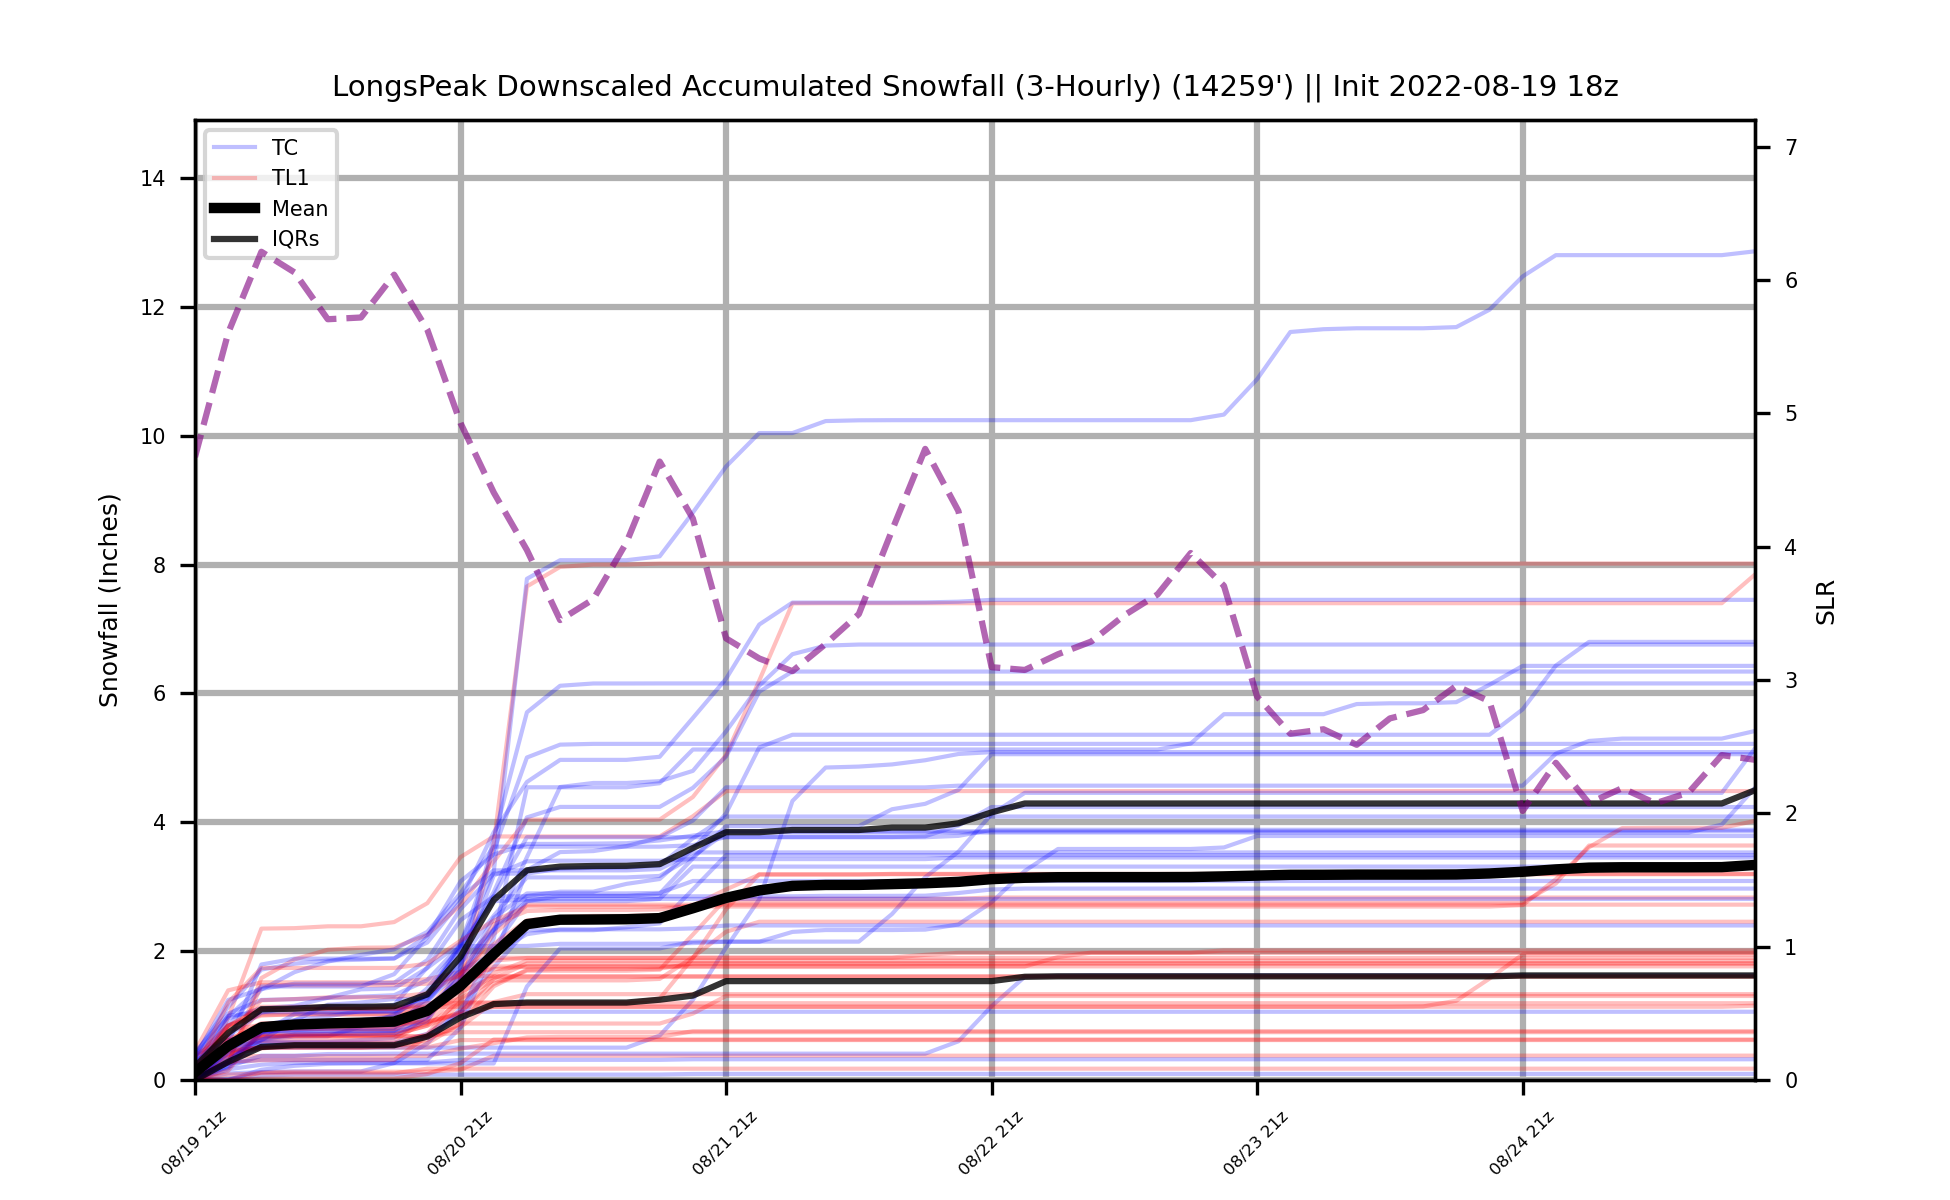 LongsPeak Downscaled Accumulated Snowfall (3-Hourly) (14259') || Init 2022-08-19 18z
TC
TL1
Mean
IQRs
Snowfall (Inches)
14
12
10
8
6
4
2
0
7
6
5
4
3
2
1
0
SLR
08/19 21z
08/20 21z
08/21 21z
08/22 21z
08/23 21z
08/24 21z